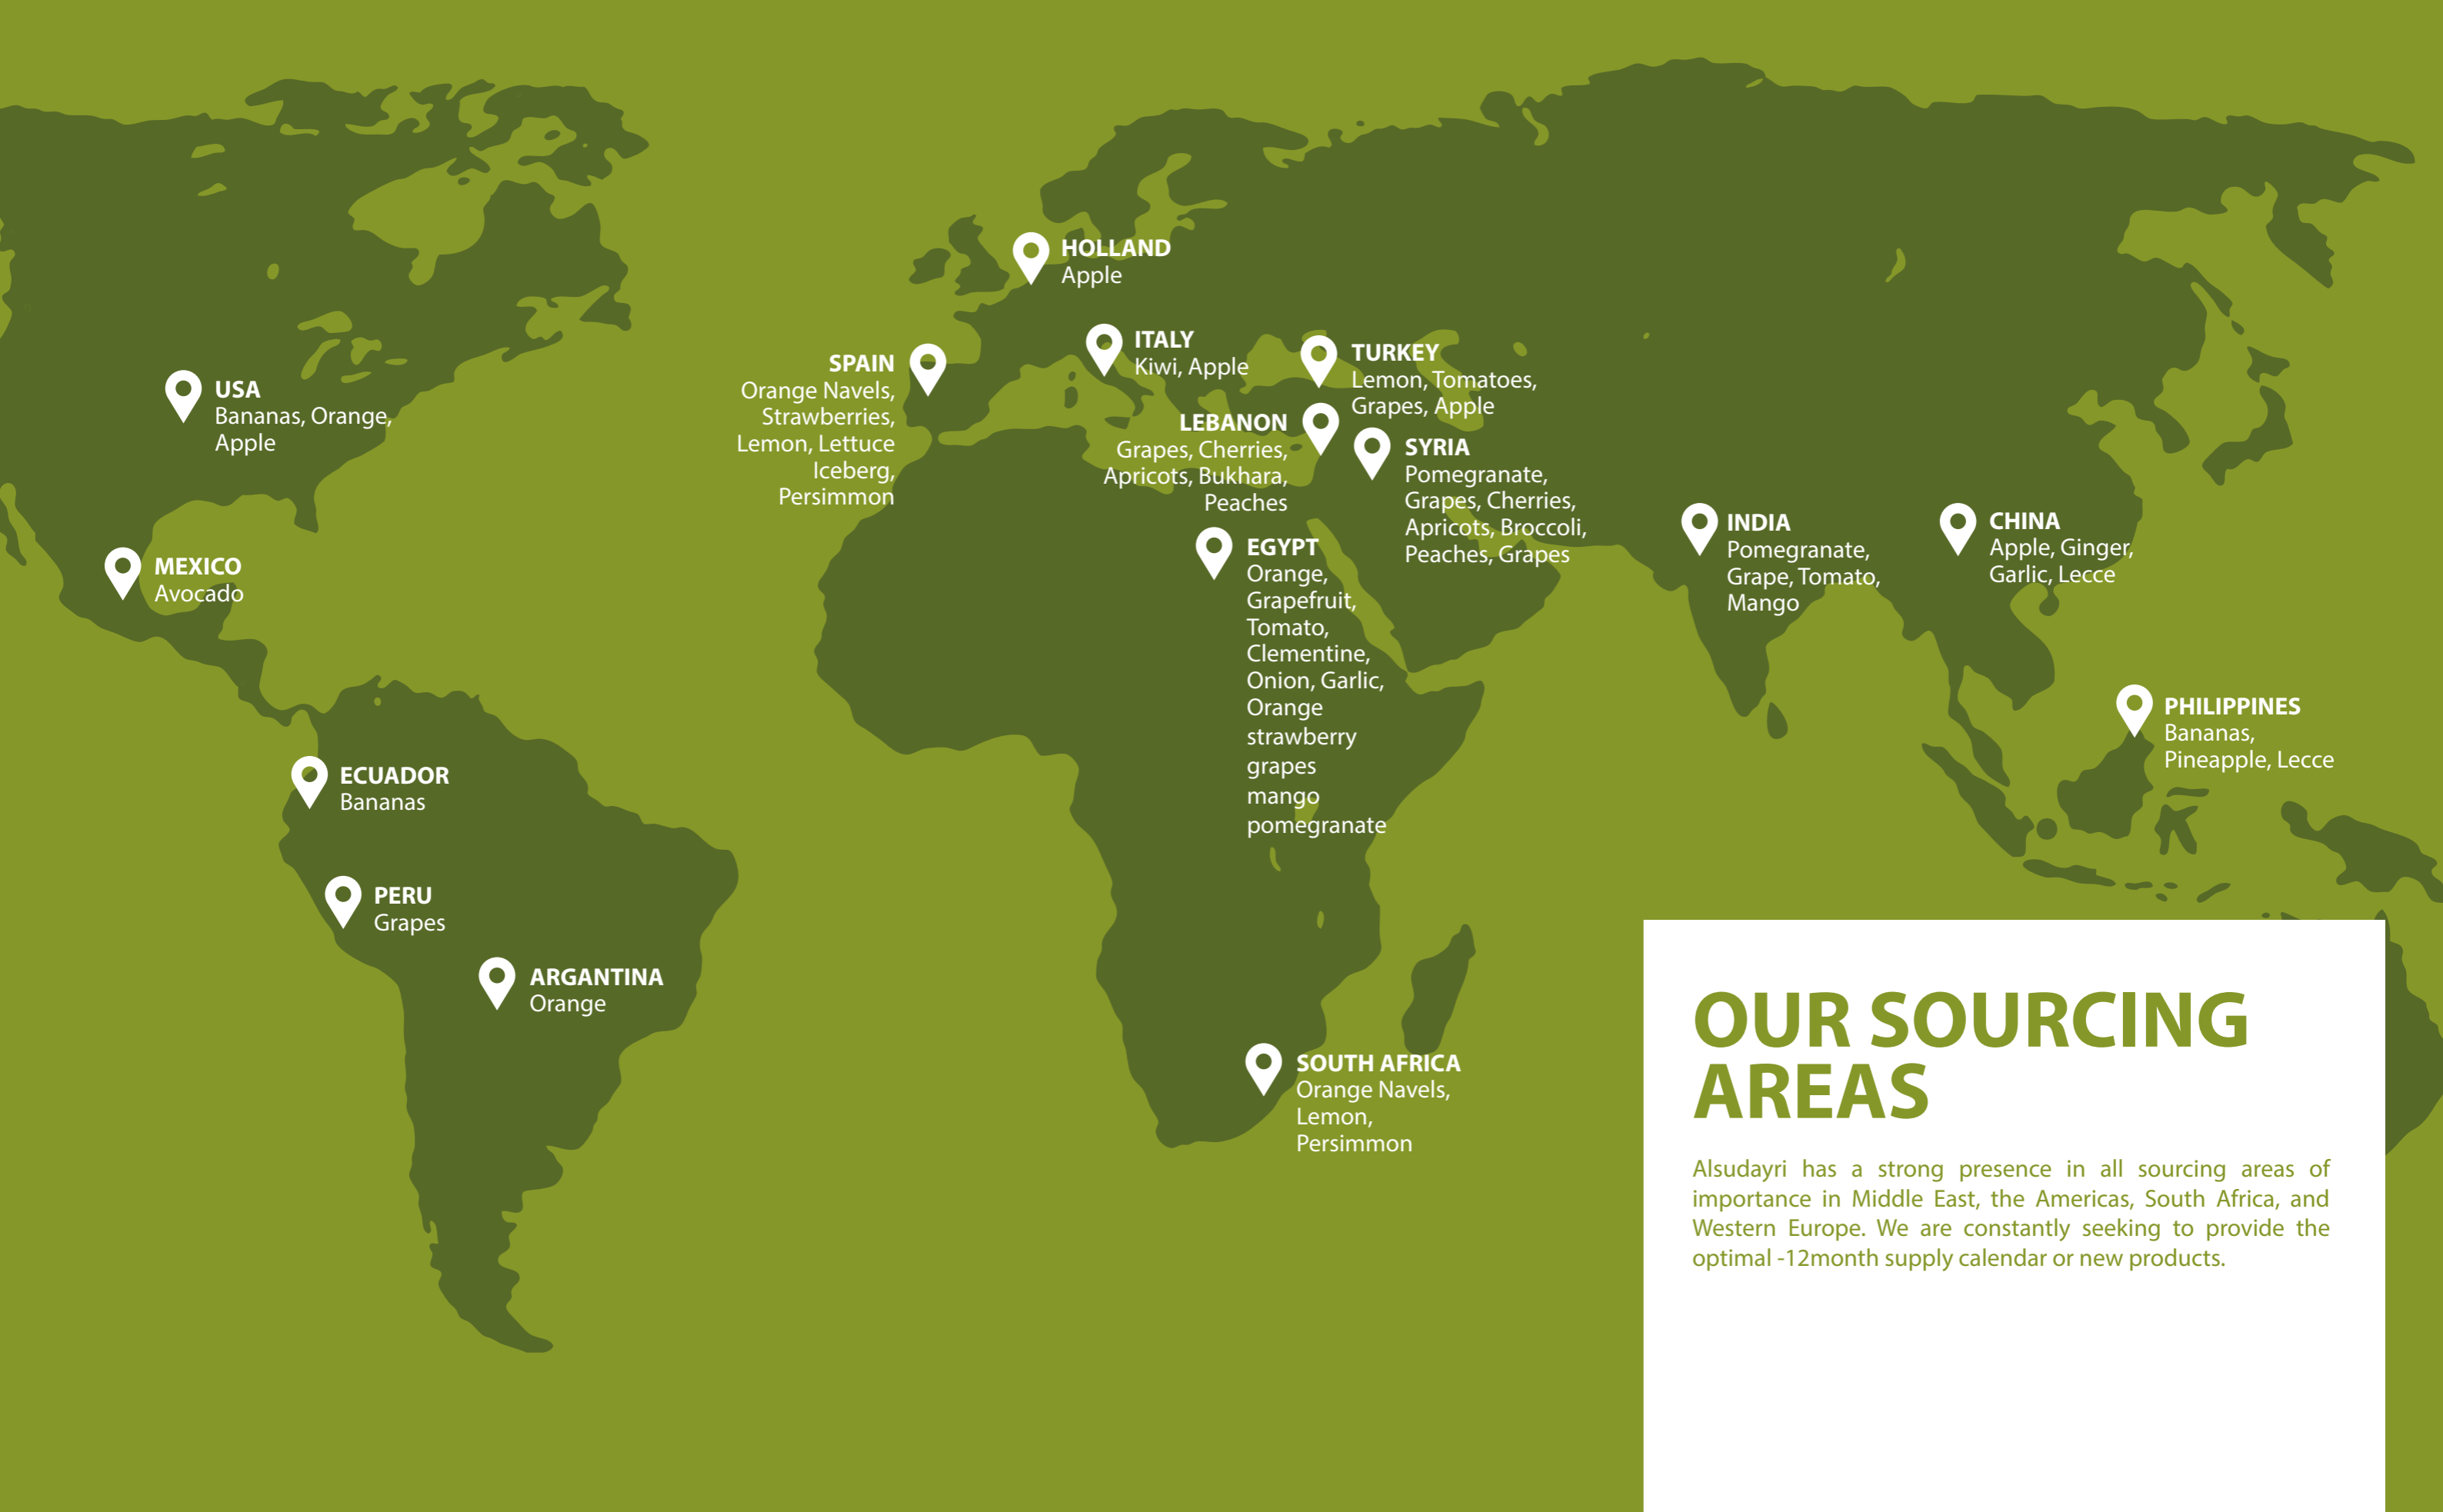 HOLLAND
Apple
ITALY
Kiwi, Apple
TURKEY
Lemon, Tomatoes,
Grapes, Apple
SPAIN
Orange Navels,
Strawberries,
Lemon, Lettuce
Iceberg,
Persimmon
USA
Bananas, Orange,
Apple
LEBANON
Grapes, Cherries,
Apricots, Bukhara,
Peaches
SYRIA
Pomegranate,
Grapes, Cherries,
Apricots, Broccoli,
Peaches, Grapes
MEXICO
Avocado
EGYPT
Orange,
Grapefruit,
Tomato,
Clementine,
Onion, Garlic,
Orange
strawberry
grapes
mango
pomegranate
INDIA
Pomegranate,
Grape, Tomato,
Mango
CHINA
Apple, Ginger,
Garlic, Lecce
PHILIPPINES
Bananas,
Pineapple, Lecce
ECUADOR
Bananas
PERU
Grapes
ARGANTINA
Orange
SOUTH AFRICA
Orange Navels,
Lemon,
Persimmon
OUR SOURCING
AREAS
Alsudayri has a strong presence in all sourcing areas of
importance in Middle East, the Americas, South Africa, and
Western Europe. We are constantly seeking to provide the
optimal -12month supply calendar or new products.